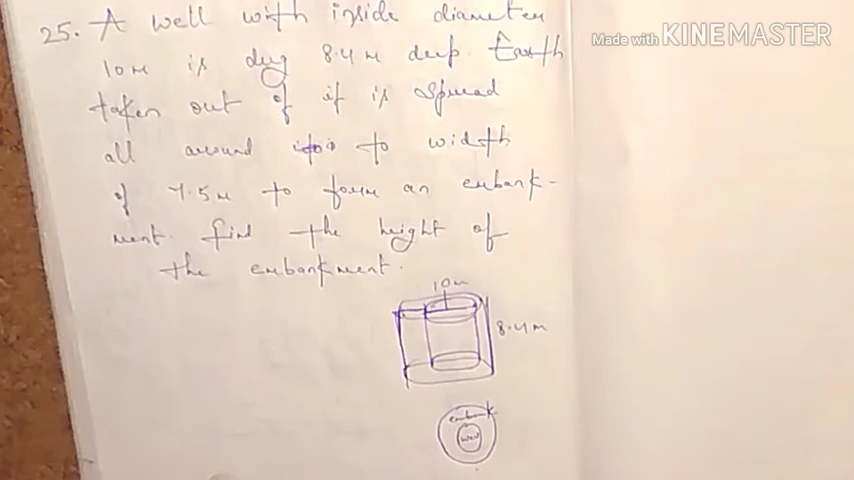 Made with KINEMASTER
25. A well with inside diameter
10m is dug 8.4m deep. Earth
taken out of it is spread
all around to width
of 7.5m to form an embank-
ment. find the height of
the embankment.
10m
8.4m
embank
well